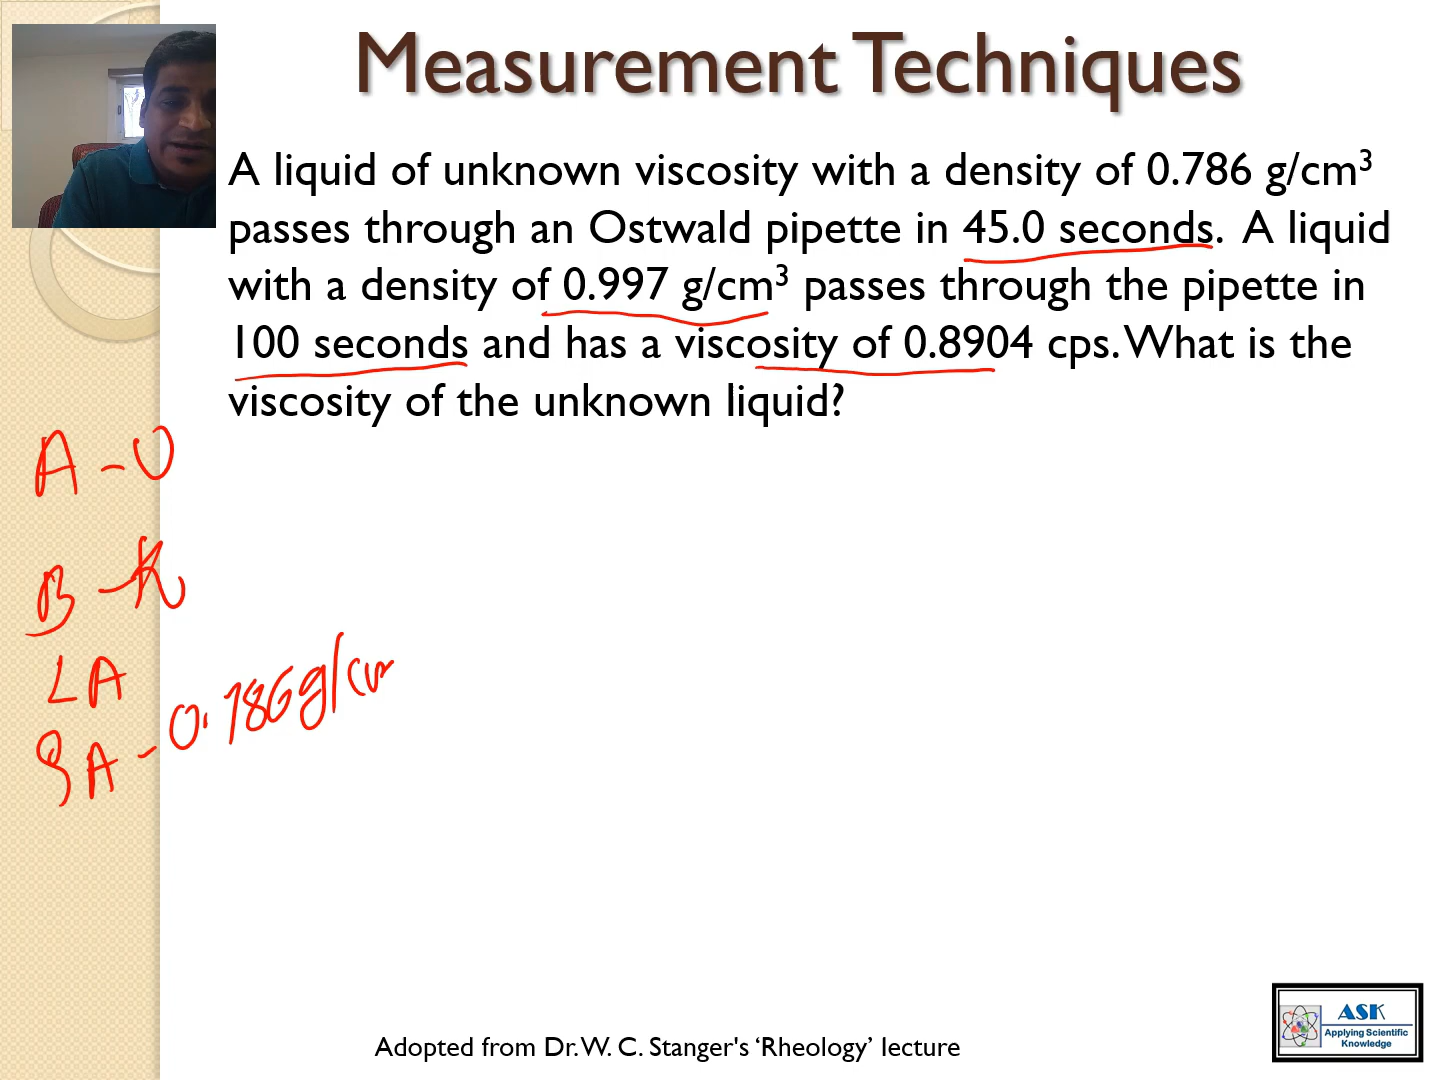 Measurement Techniques
A liquid of unknown viscosity with a density of 0.786 g/cm³
passes through an Ostwald pipette in 45.0 seconds. A liquid
with a density of 0.997 g/cm³ passes through the pipette in
100 seconds and has a viscosity of 0.8904 cps. What is the
viscosity of the unknown liquid?
A - U
B - K
LA
ρA - 0.786g/cm
ASK
Applying Scientific
Knowledge
Adopted from Dr. W. C. Stanger's ‘Rheology’ lecture